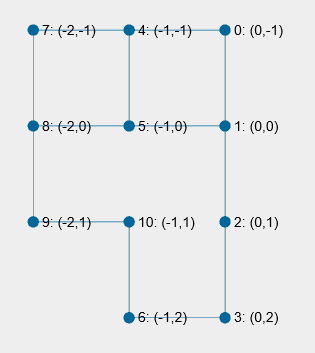 7: (-2,-1) 4: (-1,-1) 0: (0,-1)
8: (-2,0) 5: (-1,0) 1: (0,0)
9: (-2,1) 10: (-1,1) 2: (0,1)
6: (-1,2) 3: (0,2)